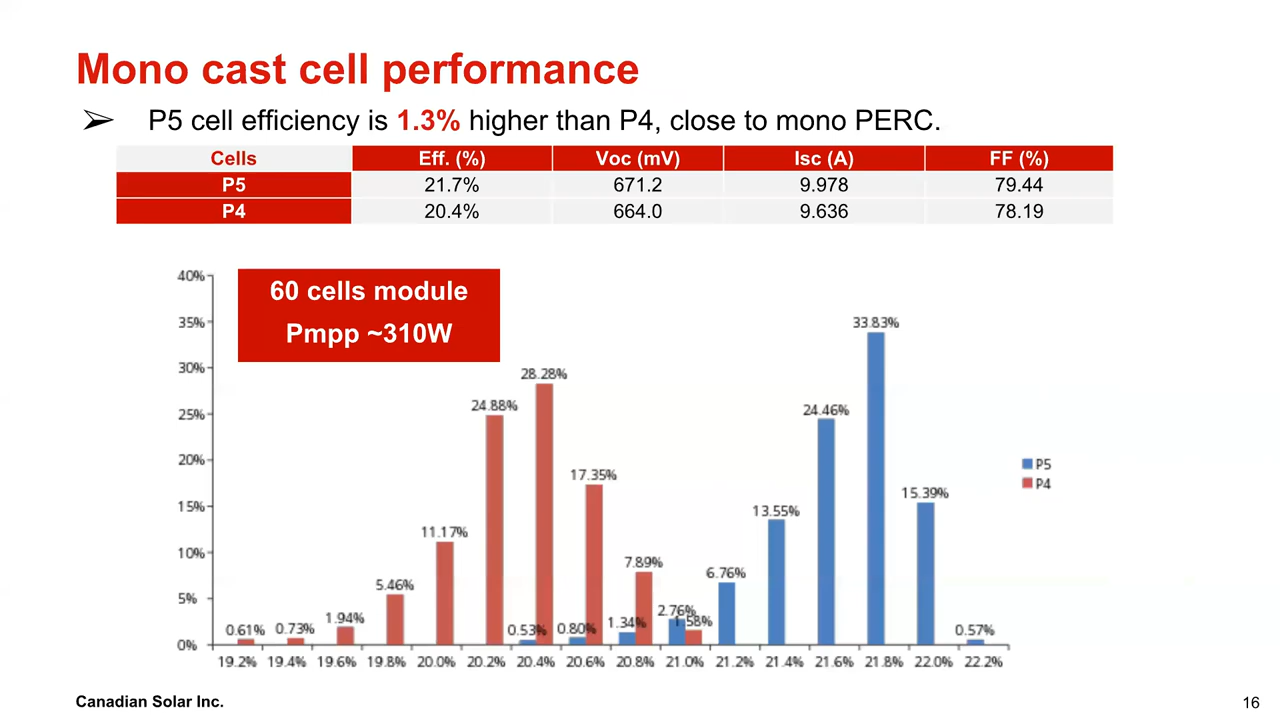 Mono cast cell performance
➢ P5 cell efficiency is 1.3% higher than P4, close to mono PERC.
Cells Eff. (%) Voc (mV) Isc (A) FF (%)
P5 21.7% 671.2 9.978 79.44
P4 20.4% 664.0 9.636 78.19
60 cells module
Pmpp ~310W
40%
35%
30%
25%
20%
15%
10%
5%
0%
0.61% 0.73% 1.94% 5.46% 11.17% 24.88% 28.28% 17.35% 7.89% 1.58%
0.53% 0.80% 1.34% 2.76% 6.76% 13.55% 24.46% 33.83% 15.39% 0.57%
19.2% 19.4% 19.6% 19.8% 20.0% 20.2% 20.4% 20.6% 20.8% 21.0% 21.2% 21.4% 21.6% 21.8% 22.0% 22.2%
P5
P4
Canadian Solar Inc.
16